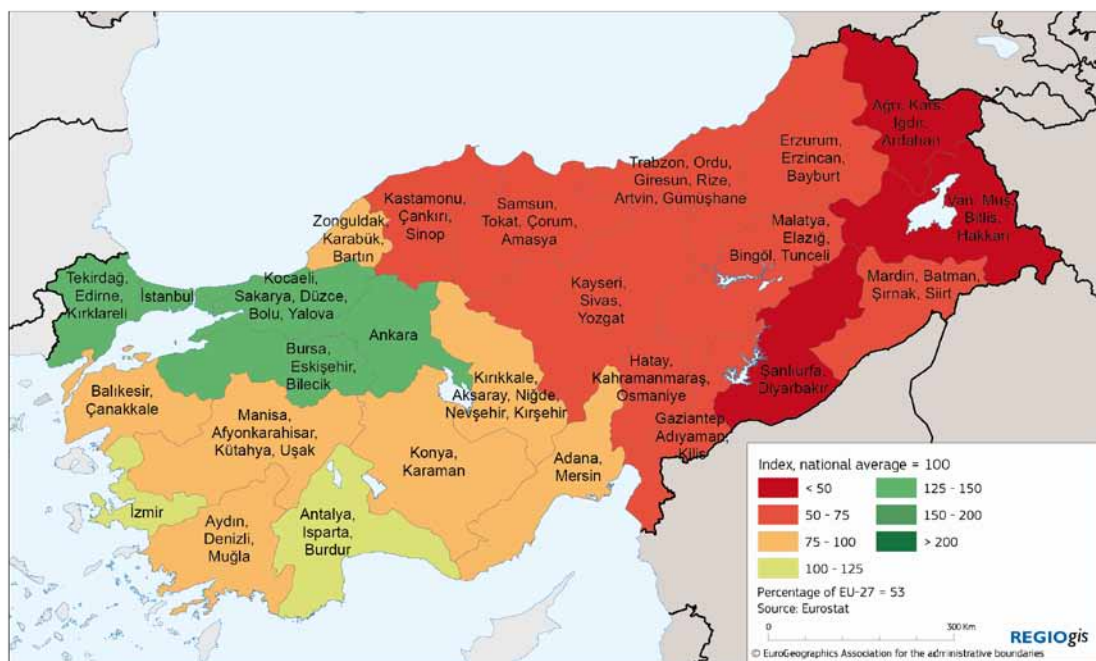 Ağrı, Kars,
Iğdır,
Ardahan
Erzurum,
Erzincan,
Bayburt
Trabzon, Ordu,
Giresun, Rize,
Artvin, Gümüşhane
Kastamonu,
Çankırı,
Sinop
Samsun,
Tokat, Çorum,
Amasya
Zonguldak,
Karabük,
Bartın
Van, Muş,
Bitlis,
Hakkari
Malatya,
Elazığ,
Bingöl, Tunceli
Mardin, Batman,
Şırnak, Siirt
Tekirdağ,
Edirne,
Kırklareli
İstanbul
Kocaeli,
Sakarya, Düzce,
Bolu, Yalova
Kayseri,
Sivas,
Yozgat
Ankara
Bursa,
Eskişehir,
Bilecik
Hatay,
Kahramanmaraş,
Osmaniye
Şanlıurfa,
Diyarbakır
Kırıkkale,
Aksaray, Niğde,
Nevşehir, Kırşehir
Balıkesir,
Çanakkale
Manisa,
Afyonkarahisar,
Kütahya, Uşak
Gaziantep,
Adıyaman,
Kilis
Konya,
Karaman
Adana,
Mersin
İzmir
Antalya,
Isparta,
Burdur
Aydın,
Denizli,
Muğla
Index, national average = 100
< 50
50 - 75
75 - 100
100 - 125
125 - 150
150 - 200
> 200
Percentage of EU-27 = 53
Source: Eurostat
0 300 Km
REGIOgis
© EuroGeographics Association for the administrative boundaries